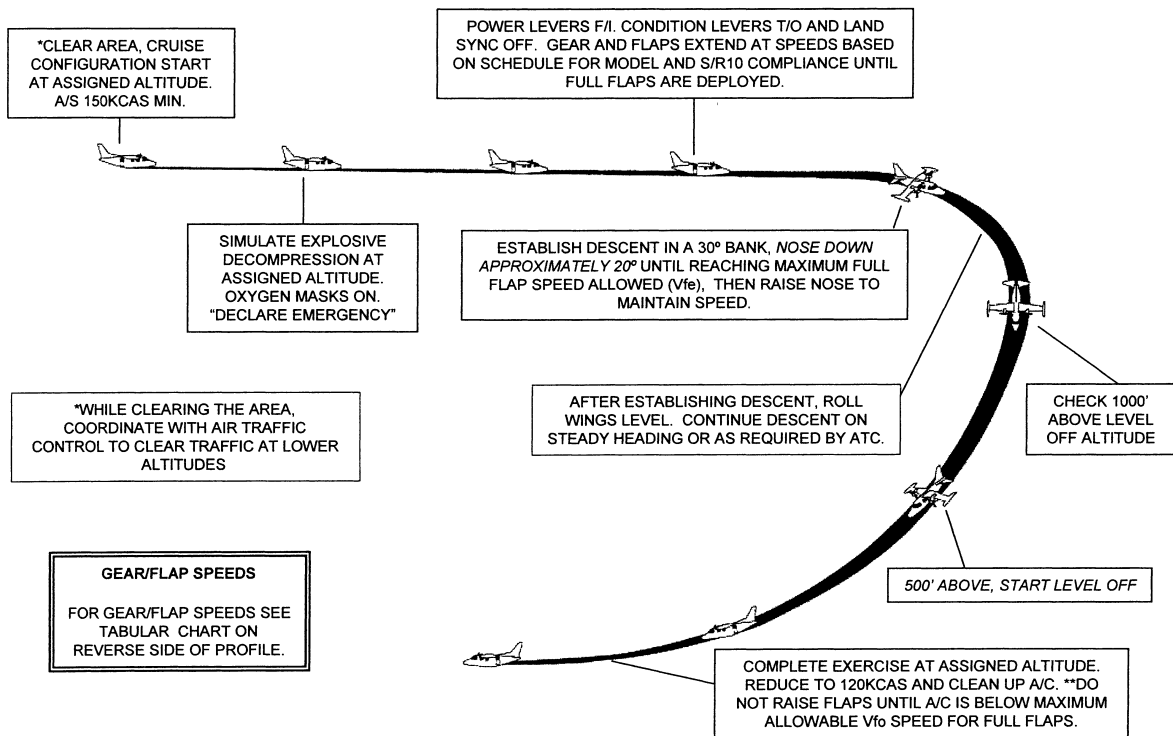 *CLEAR AREA, CRUISE
CONFIGURATION START
AT ASSIGNED ALTITUDE.
A/S 150KCAS MIN.
POWER LEVERS F/I. CONDITION LEVERS T/O AND LAND
SYNC OFF. GEAR AND FLAPS EXTEND AT SPEEDS BASED
ON SCHEDULE FOR MODEL AND S/R10 COMPLIANCE UNTIL
FULL FLAPS ARE DEPLOYED.
SIMULATE EXPLOSIVE
DECOMPRESSION AT
ASSIGNED ALTITUDE.
OXYGEN MASKS ON.
"DECLARE EMERGENCY"
ESTABLISH DESCENT IN A 30º BANK, NOSE DOWN
APPROXIMATELY 20º UNTIL REACHING MAXIMUM FULL
FLAP SPEED ALLOWED (Vfe), THEN RAISE NOSE TO
MAINTAIN SPEED.
*WHILE CLEARING THE AREA,
COORDINATE WITH AIR TRAFFIC
CONTROL TO CLEAR TRAFFIC AT LOWER
ALTITUDES
AFTER ESTABLISHING DESCENT, ROLL
WINGS LEVEL. CONTINUE DESCENT ON
STEADY HEADING OR AS REQUIRED BY ATC.
CHECK 1000'
ABOVE LEVEL
OFF ALTITUDE
GEAR/FLAP SPEEDS
FOR GEAR/FLAP SPEEDS SEE
TABULAR CHART ON
REVERSE SIDE OF PROFILE.
500' ABOVE, START LEVEL OFF
COMPLETE EXERCISE AT ASSIGNED ALTITUDE.
REDUCE TO 120KCAS AND CLEAN UP A/C. **DO
NOT RAISE FLAPS UNTIL A/C IS BELOW MAXIMUM
ALLOWABLE Vfo SPEED FOR FULL FLAPS.